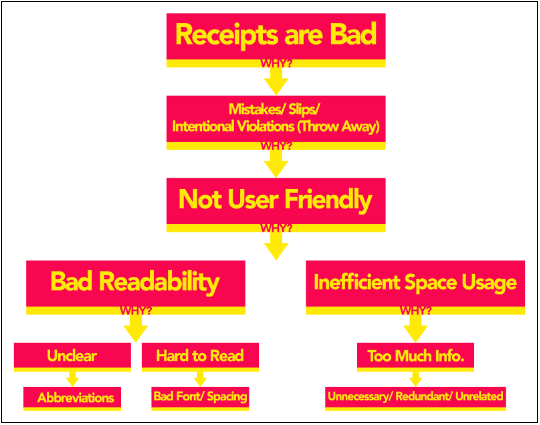 Receipts are Bad
WHY?
Mistakes/ Slips/
Intentional Violations (Throw Away)
WHY?
Not User Friendly
WHY?
Bad Readability
WHY?
Inefficient Space Usage
WHY?
Unclear
Hard to Read
Too Much Info.
Abbreviations
Bad Font/ Spacing
Unnecessary/ Redundant/ Unrelated